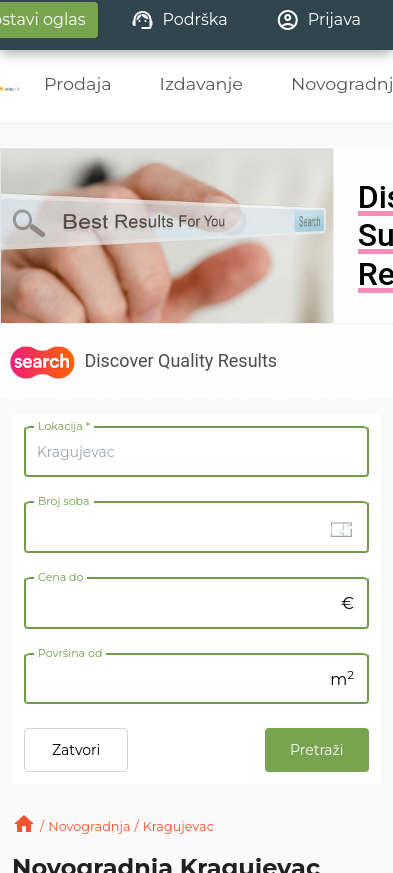 ostavi oglas
Podrška
Prijava
Prodaja
Izdavanje
Novogradnj
Best Results For You
Search
Dis
Su
Re
search
Discover Quality Results
Lokacija *
Kragujevac
Broj soba
Cena do
€
Površina od
m²
Zatvori
Pretraži
/ Novogradnja / Kragujevac
Novogradnja Kragujevac